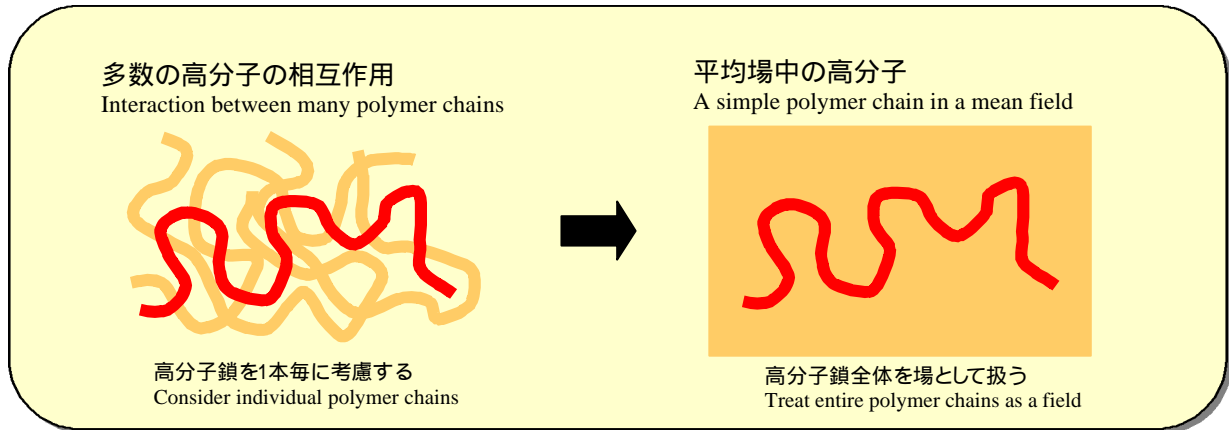 多数の高分子の相互作用
Interaction between many polymer chains
高分子鎖を1本毎に考慮する
Consider individual polymer chains
平均場中の高分子
A simple polymer chain in a mean field
高分子鎖全体を場として扱う
Treat entire polymer chains as a field